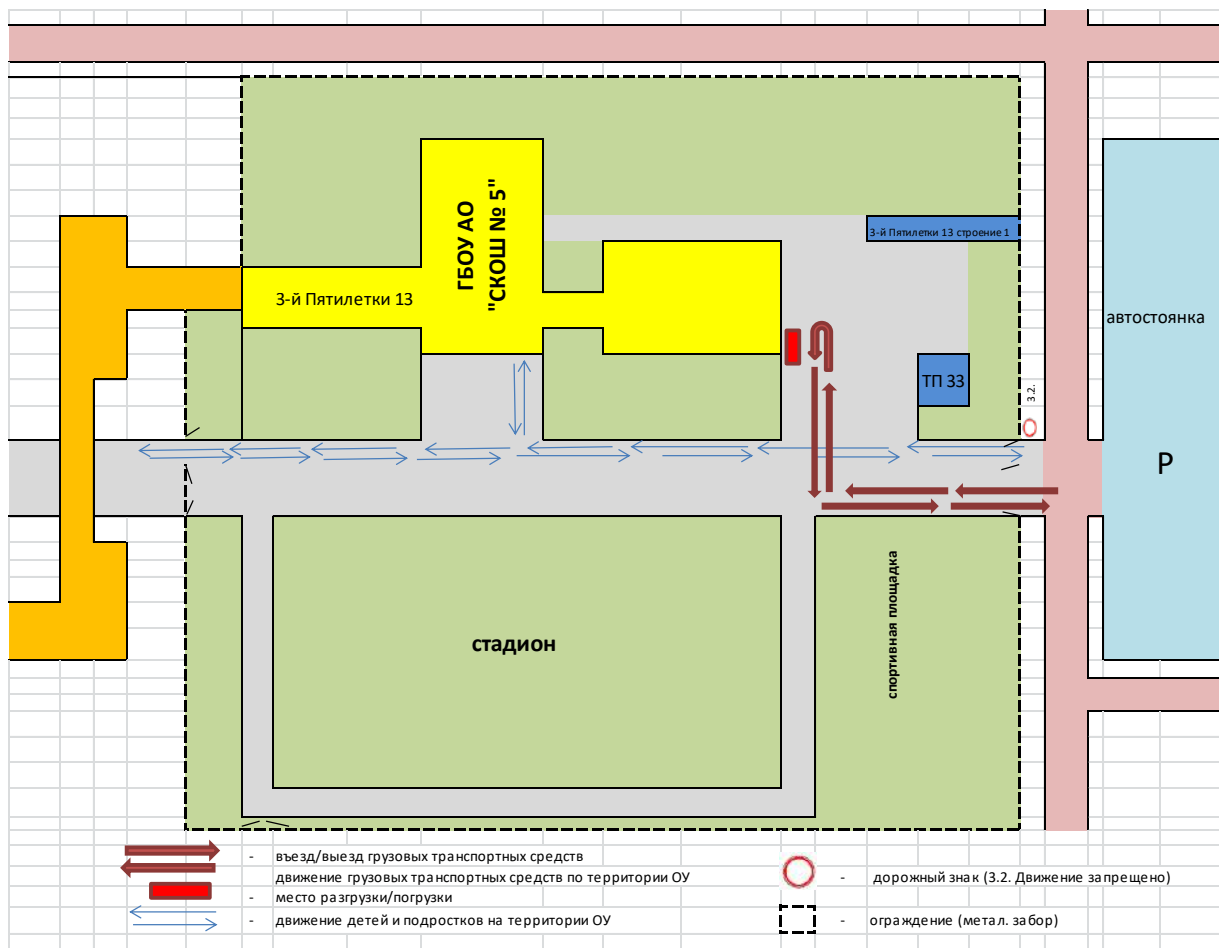 ГБОУ АО
"СКОШ № 5"
3-й Пятилетки 13 строение 1
3-й Пятилетки 13
автостоянка
ТП 33
3.2.
P
спортивная площадка
стадион
- въезд/выезд грузовых транспортных средств
движение грузовых транспортных средств по территории ОУ
- место разгрузки/погрузки
- движение детей и подростков на территории ОУ
- дорожный знак (3.2. Движение запрещено)
- ограждение (метал. забор)